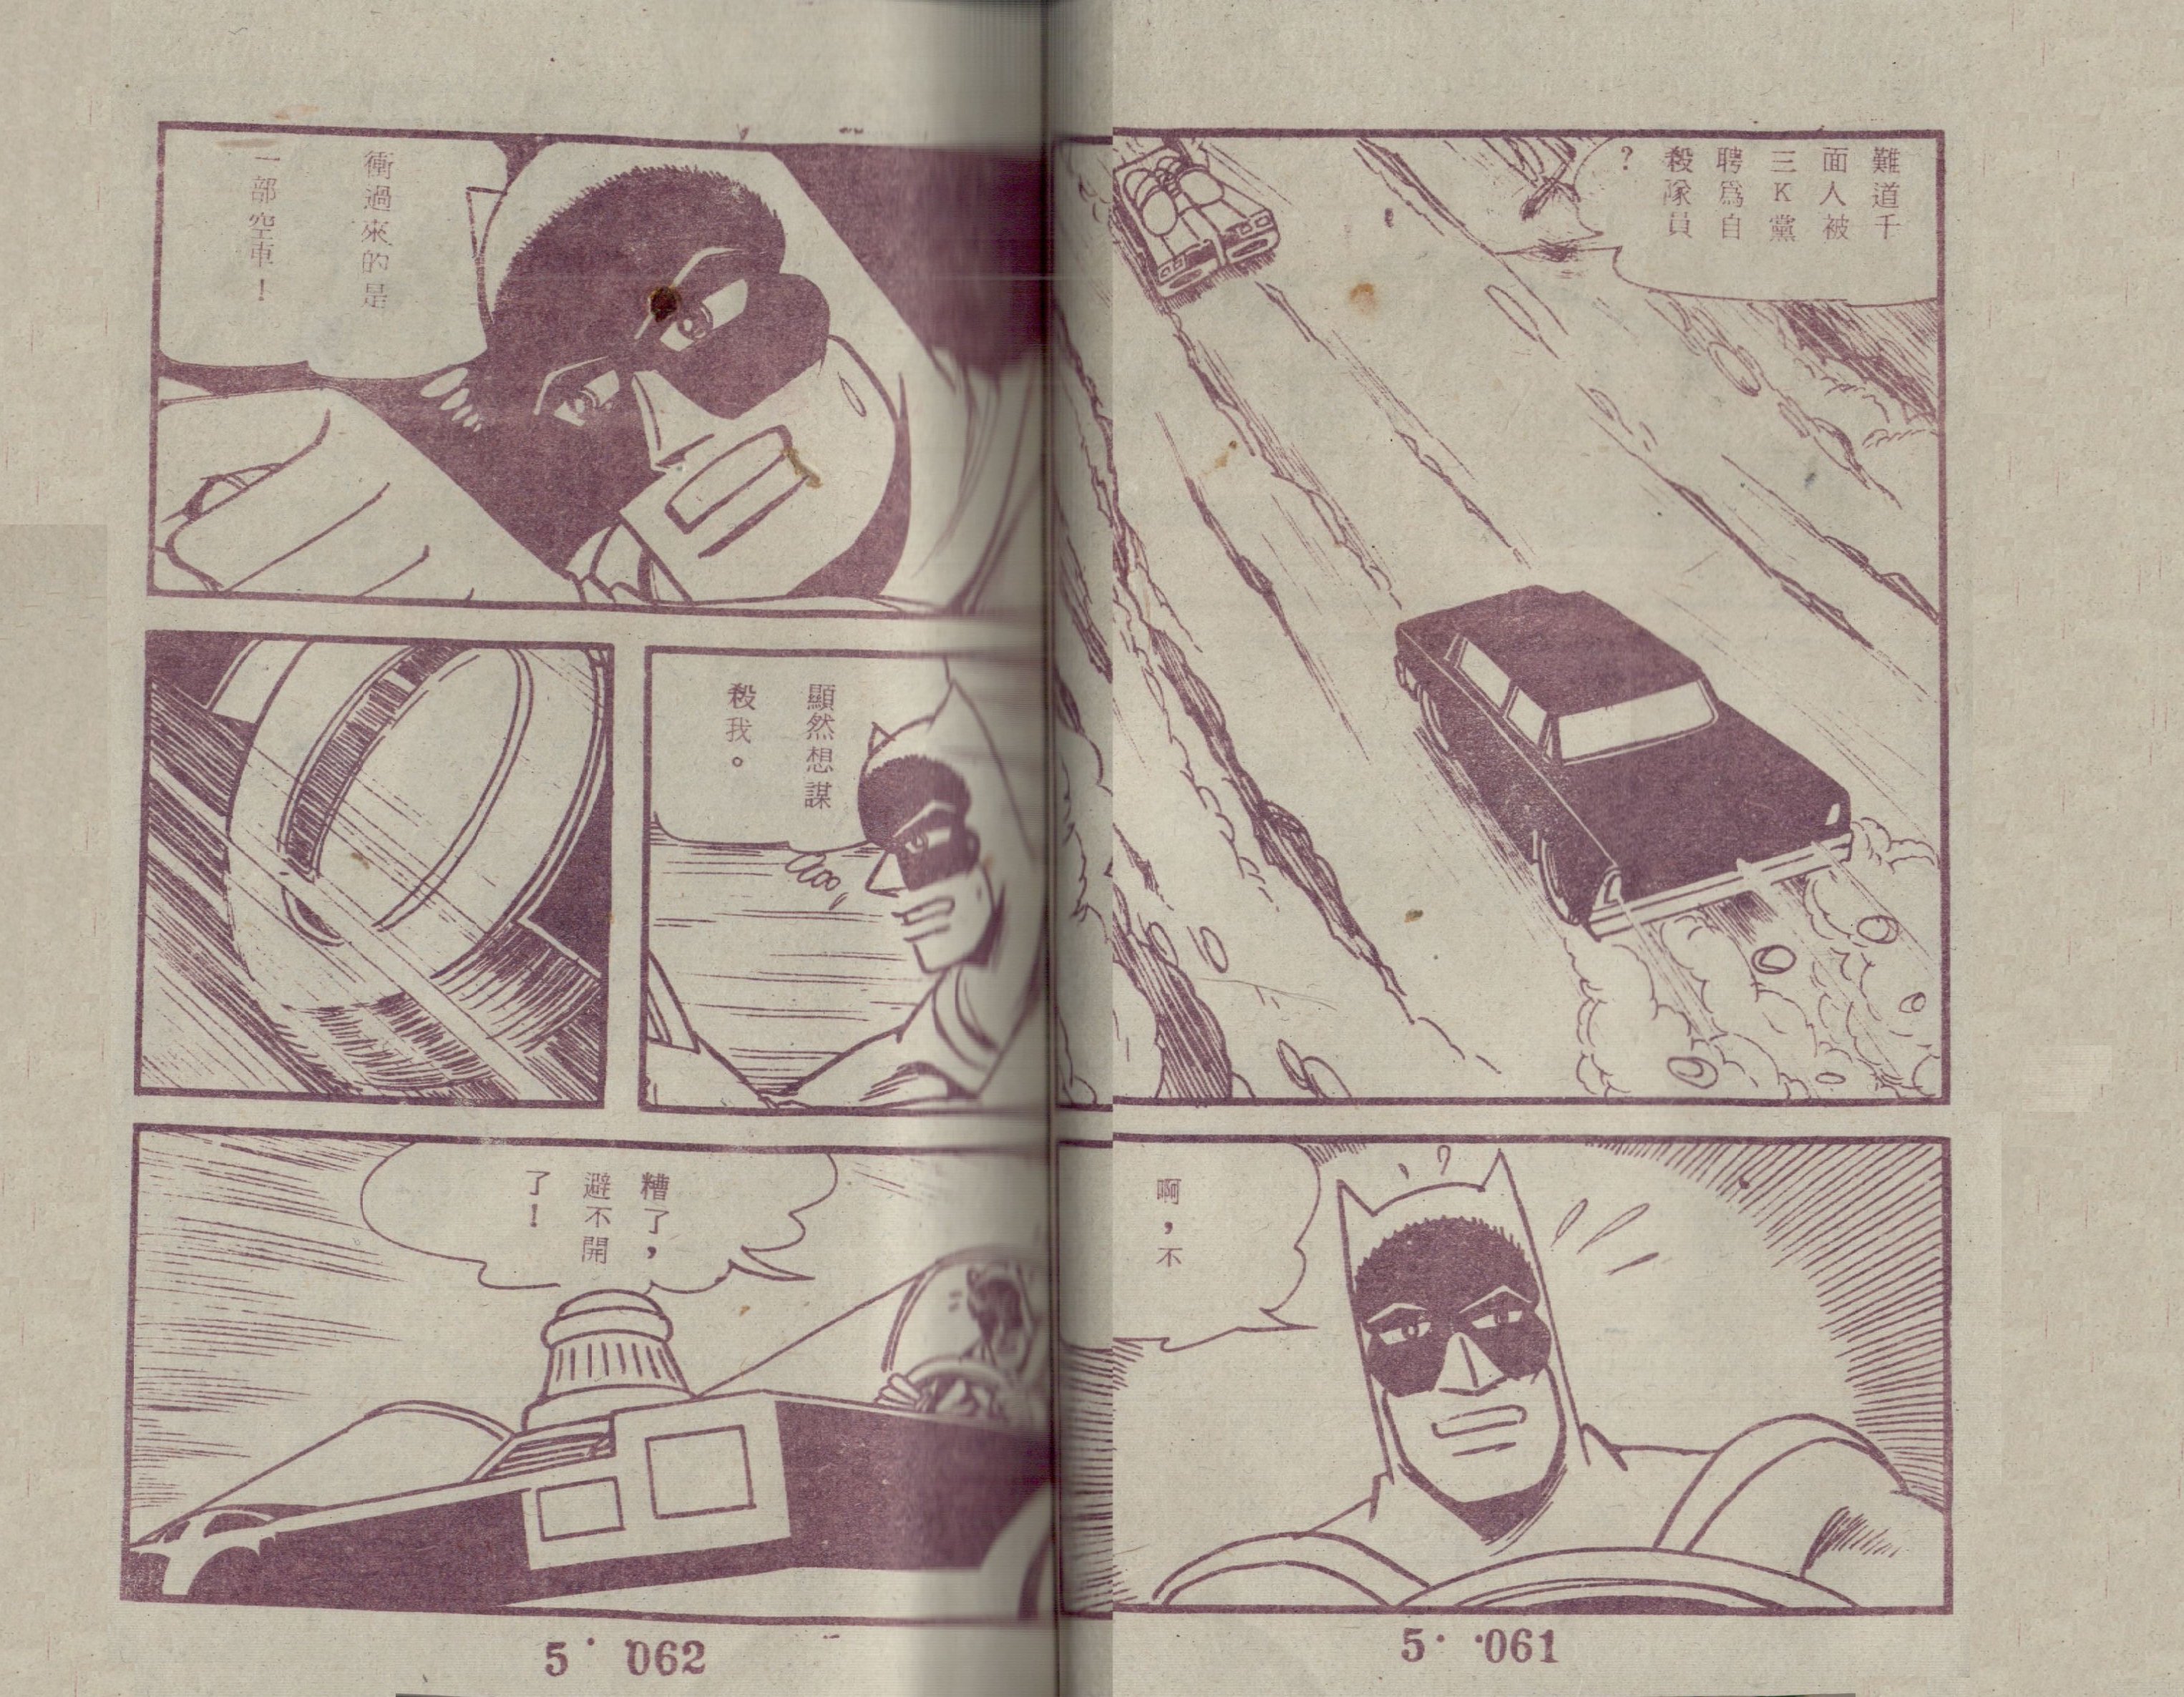 難道千
面人被
三K黨
聘爲自
殺隊員
?
啊,不
5·061
衝過來的是
一部空車!
顯然想謀
殺我。
糟了,
避不開
了!
5·062